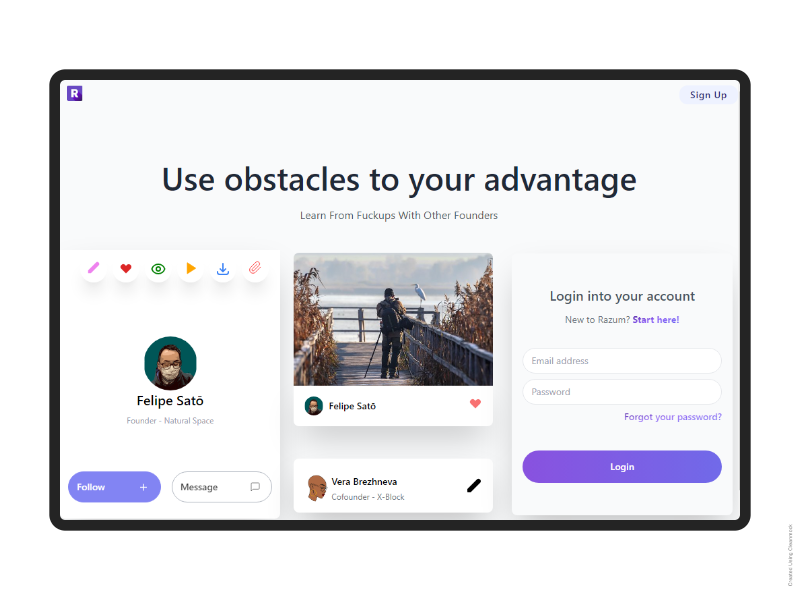 R
Sign Up
Use obstacles to your advantage
Learn From Fuckups With Other Founders
Felipe Satō
Founder - Natural Space
Follow +
Message
Felipe Satō
Vera Brezhneva
Cofounder - X-Block
Login into your account
New to Razum? Start here!
Email address
Password
Forgot your password?
Login
Created Using Cleanmock